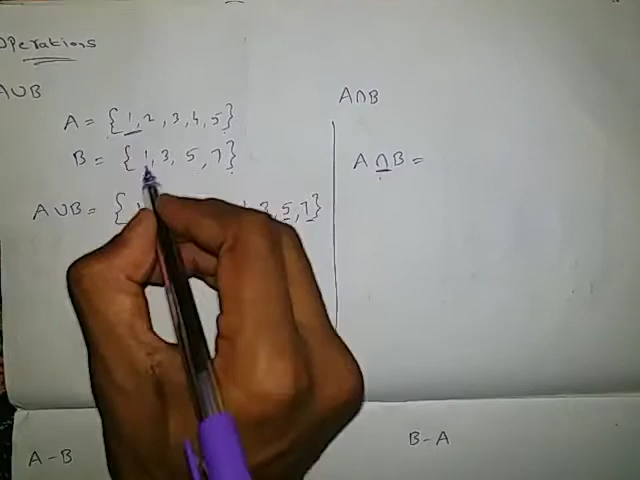 Operations
A∪B
A = {1,2,3,4,5}
B = {1,3,5,7}
A∪B = { 3,5,7}
A∩B
A∩B =
A-B
B-A